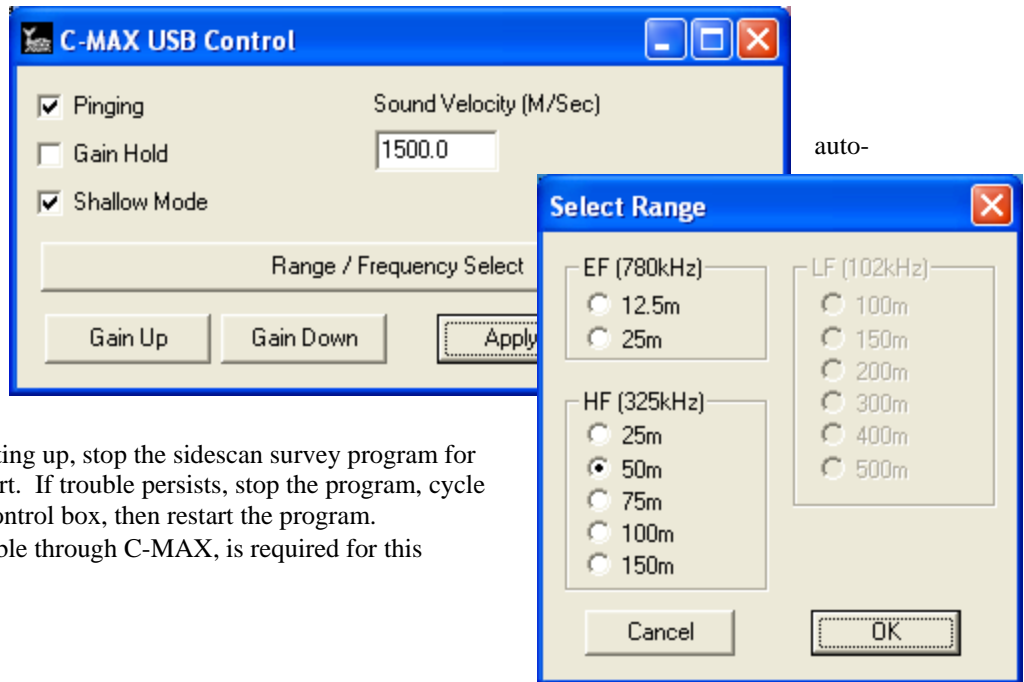 C-MAX USB Control
Pinging
Sound Velocity (M/Sec)
Gain Hold
1500.0
Shallow Mode
Range / Frequency Select
Gain Up
Gain Down
Apply
auto-
Select Range
EF (780kHz)
12.5m
25m
HF (325kHz)
25m
50m
75m
100m
150m
LF (102kHz)
100m
150m
200m
300m
400m
500m
Cancel
OK
ting up, stop the sidescan survey program for
rt. If trouble persists, stop the program, cycle
ontrol box, then restart the program.
ble through C-MAX, is required for this